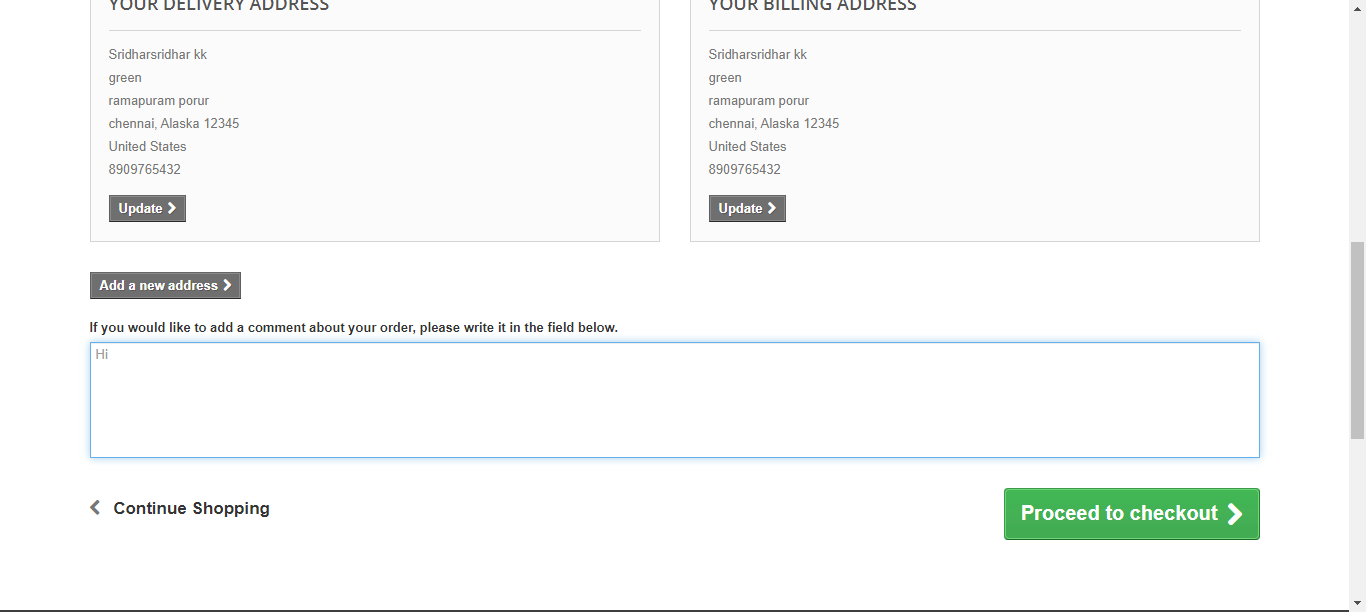 YOUR DELIVERY ADDRESS
Sridharsridhar kk
green
ramapuram porur
chennai, Alaska 12345
United States
8909765432
Update
YOUR BILLING ADDRESS
Sridharsridhar kk
green
ramapuram porur
chennai, Alaska 12345
United States
8909765432
Update
Add a new address
If you would like to add a comment about your order, please write it in the field below.
Hi
Continue Shopping
Proceed to checkout